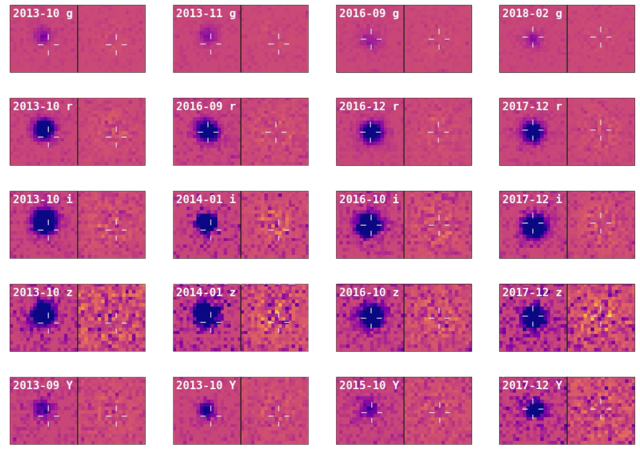 2013-10 g
2013-11 g
2016-09 g
2018-02 g
2013-10 r
2016-09 r
2016-12 r
2017-12 r
2013-10 i
2014-01 i
2016-10 i
2017-12 i
2013-10 z
2014-01 z
2016-10 z
2017-12 z
2013-09 Y
2013-10 Y
2015-10 Y
2017-12 Y